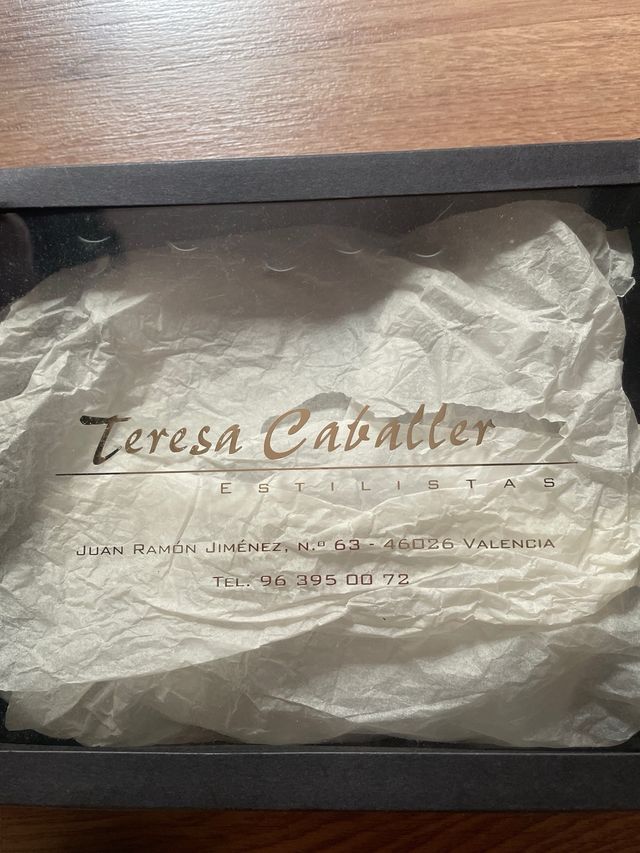 Teresa Caballer
ESTILISTAS
JUAN RAMÓN JIMÉNEZ, N.º 63 - 46026 VALENCIA
TEL. 96 395 00 72